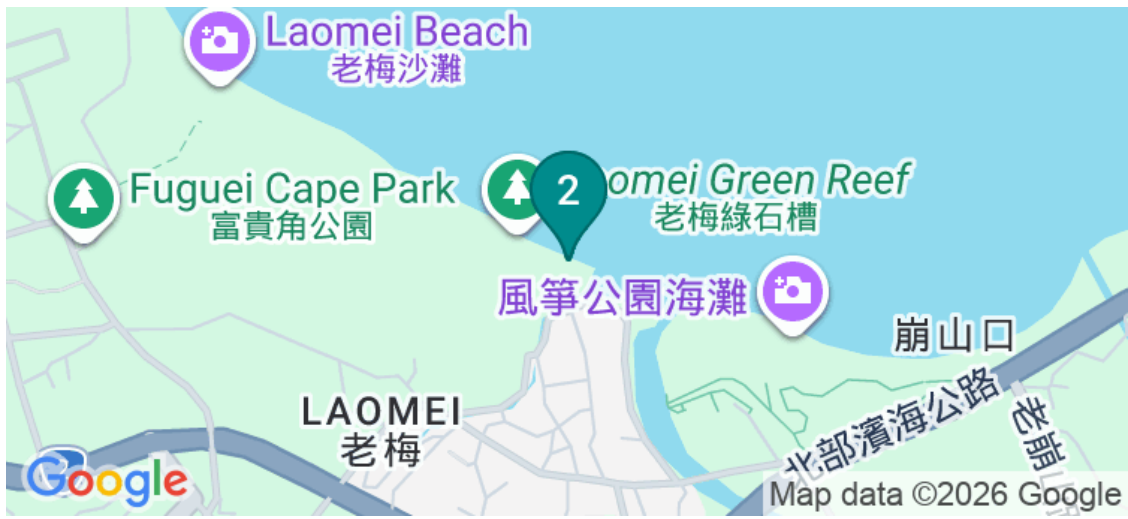 Laomei Beach
老梅沙灘
Fuguei Cape Park
富貴角公園
2
omei Green Reef
老梅綠石槽
風箏公園海灘
崩山口
LAOMEI
老梅
北部濱海公路
老崩山
Google
Map data ©2026 Google